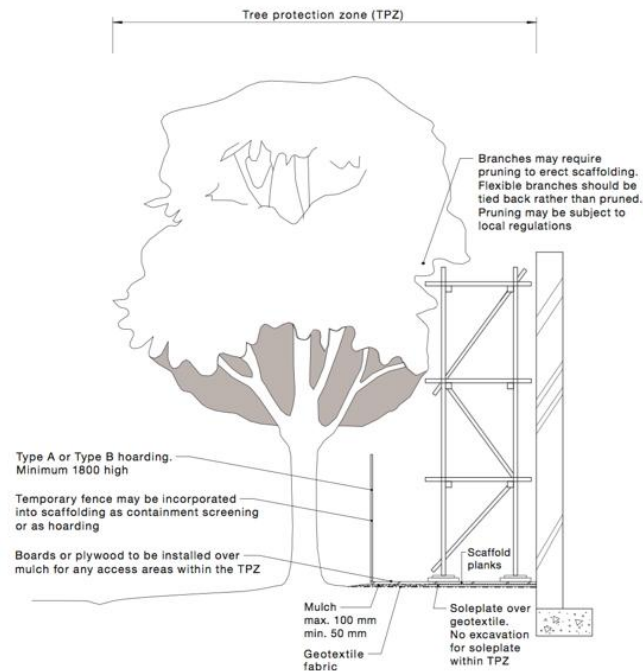 Tree protection zone (TPZ)
Branches may require
pruning to erect scaffolding.
Flexible branches should be
tied back rather than pruned.
Pruning may be subject to
local regulations
Type A or Type B hoarding.
Minimum 1800 high
Temporary fence may be incorporated
into scaffolding as containment screening
or as hoarding
Boards or plywood to be installed over
mulch for any access areas within the TPZ
Scaffold
planks
Mulch
max. 100 mm
min. 50 mm
Geotextile
fabric
Soleplate over
geotextile.
No excavation
for soleplate
within TPZ